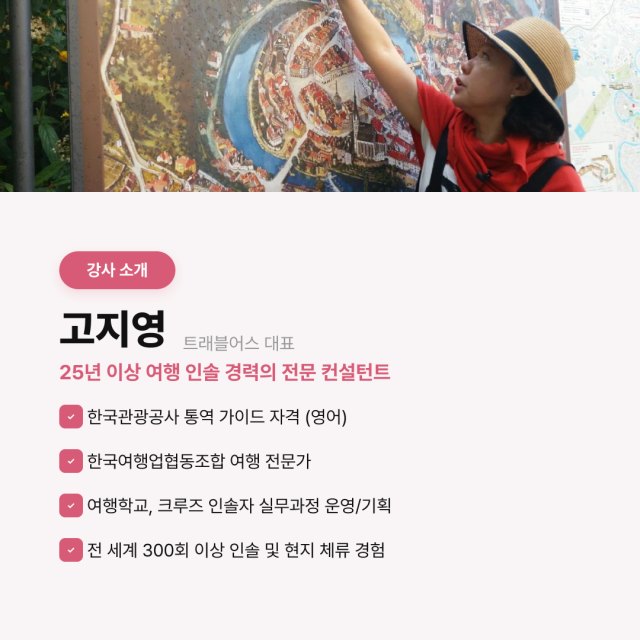 강사 소개
고지영 트래블어스 대표
25년 이상 여행 인솔 경력의 전문 컨설턴트
한국관광공사 통역 가이드 자격 (영어)
한국여행업협동조합 여행 전문가
여행학교, 크루즈 인솔자 실무과정 운영/기획
전 세계 300회 이상 인솔 및 현지 체류 경험